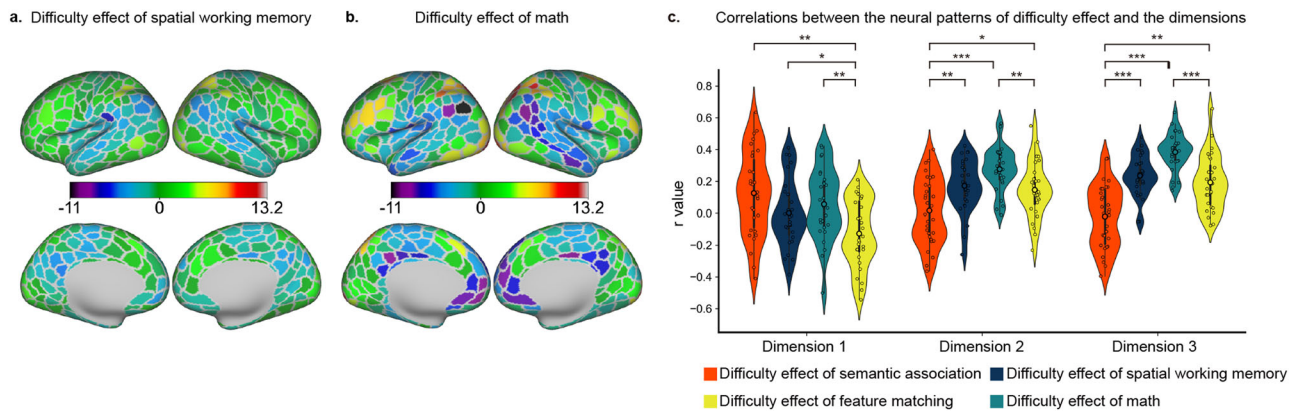 a. Difficulty effect of spatial working memory
-11 0 13.2
b. Difficulty effect of math
-11 0 13.2
c. Correlations between the neural patterns of difficulty effect and the dimensions
** * **
* *** ***
** ** ** *** ***
r value
0.8
0.6
0.4
0.2
0.0
−0.2
−0.4
−0.6
Dimension 1 Dimension 2 Dimension 3
Difficulty effect of semantic association Difficulty effect of spatial working memory
Difficulty effect of feature matching Difficulty effect of math